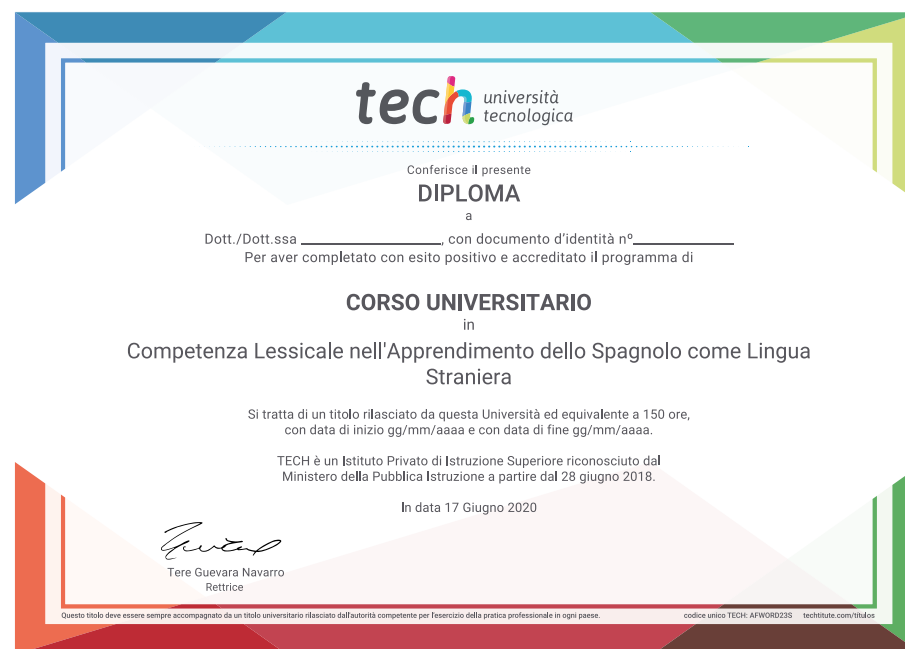 tech università
tecnologica
Conferisce il presente
DIPLOMA
a
Dott./Dott.ssa ____________________, con documento d'identità nº______________
Per aver completato con esito positivo e accreditato il programma di
CORSO UNIVERSITARIO
in
Competenza Lessicale nell'Apprendimento dello Spagnolo come Lingua
Straniera
Si tratta di un titolo rilasciato da questa Università ed equivalente a 150 ore,
con data di inizio gg/mm/aaaa e con data di fine gg/mm/aaaa.
TECH è un Istituto Privato di Istruzione Superiore riconosciuto dal
Ministero della Pubblica Istruzione a partire dal 28 giugno 2018.
In data 17 Giugno 2020
Tere Guevara Navarro
Rettrice
Questo titolo deve essere sempre accompagnato da un titolo universitario rilasciato dall'autorità competente per l'esercizio della pratica professionale in ogni paese. codice unico TECH: AFWORD23S techtitute.com/titulos